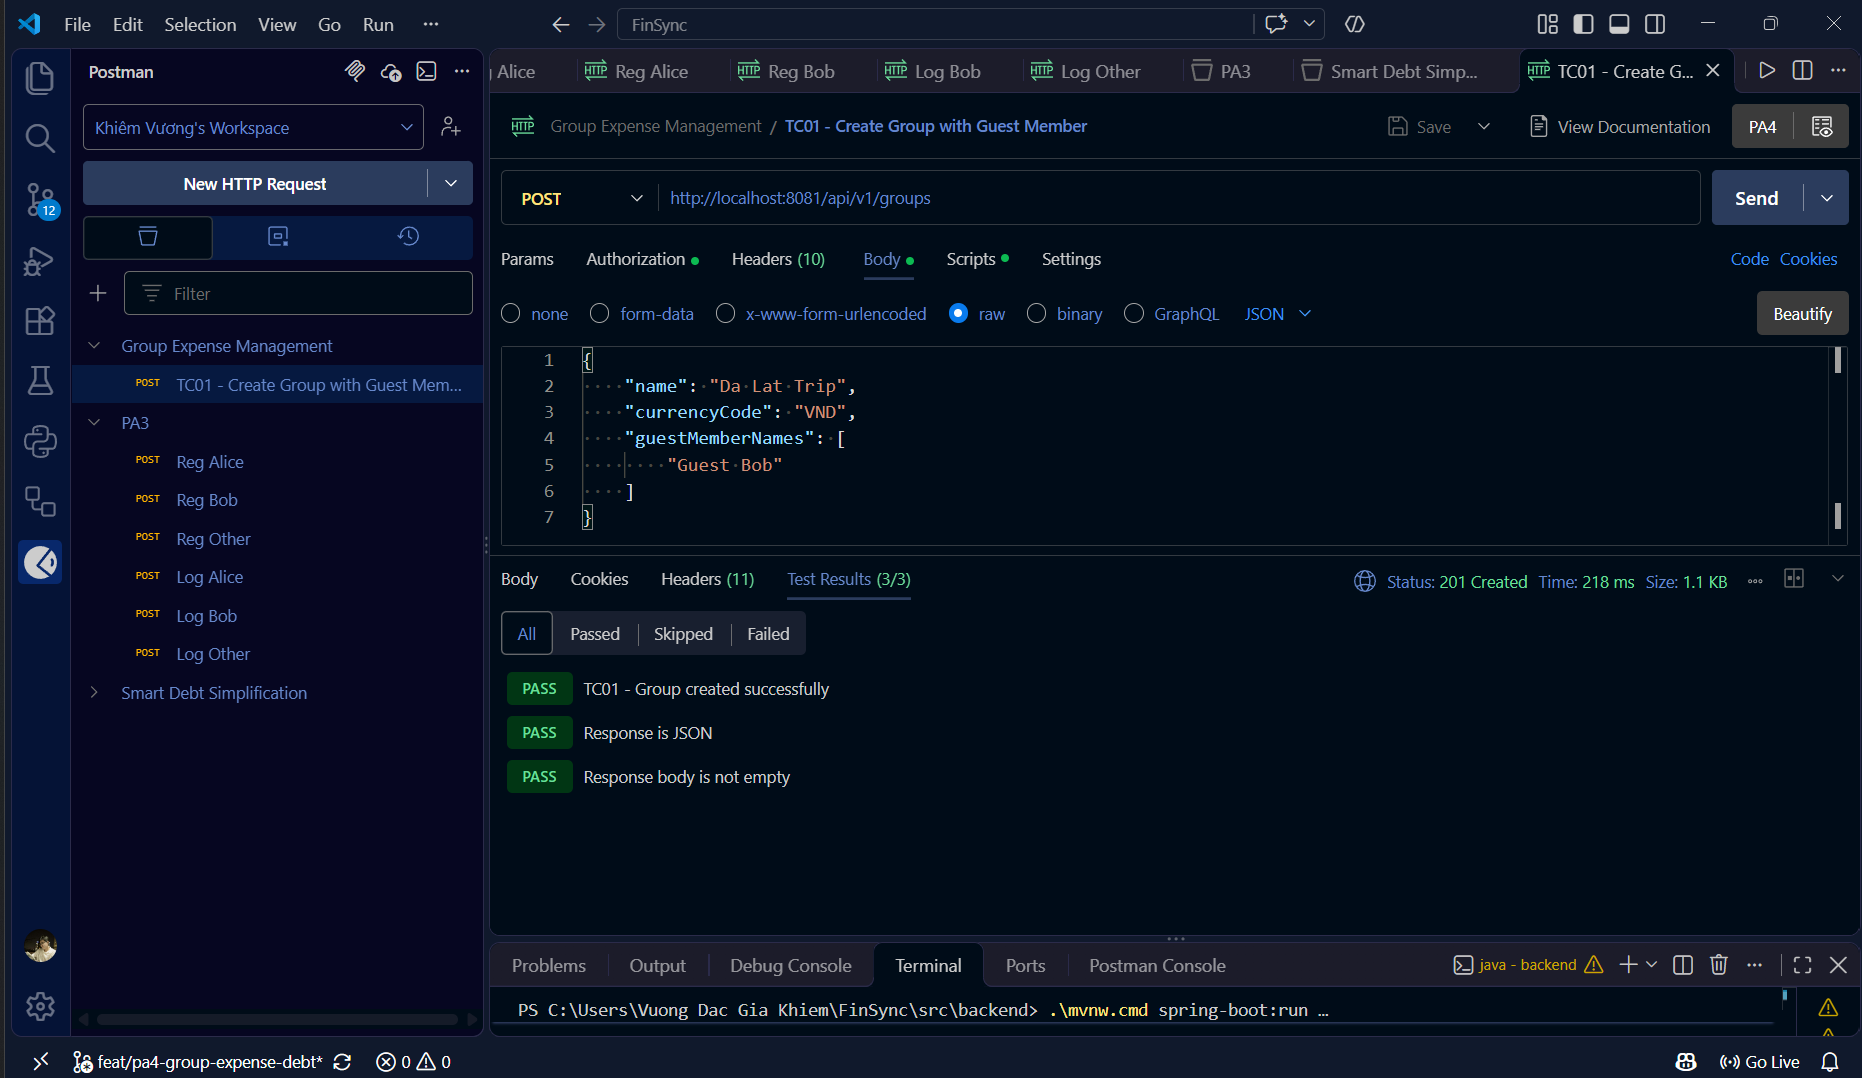 File Edit Selection View Go Run ···
FinSync
Postman
Alice
Reg Alice
Reg Bob
Log Bob
Log Other
PA3
Smart Debt Simp...
TC01 - Create G...
Khiêm Vương's Workspace
New HTTP Request
Filter
Group Expense Management
POST TC01 - Create Group with Guest Mem...
PA3
POST Reg Alice
POST Reg Bob
POST Reg Other
POST Log Alice
POST Log Bob
POST Log Other
Smart Debt Simplification
12
Group Expense Management / TC01 - Create Group with Guest Member
Save
View Documentation
PA4
POST http://localhost:8081/api/v1/groups
Send
Params Authorization Headers (10) Body Scripts Settings
Code Cookies
none form-data x-www-form-urlencoded raw binary GraphQL JSON
Beautify
1 {
2 ····"name":·"Da·Lat·Trip",
3 ····"currencyCode":·"VND",
4 ····"guestMemberNames":·[
5 ········"Guest·Bob"
6 ····]
7 }
Body Cookies Headers (11) Test Results (3/3)
Status: 201 Created Time: 218 ms Size: 1.1 KB
All Passed Skipped Failed
PASS TC01 - Group created successfully
PASS Response is JSON
PASS Response body is not empty
Problems Output Debug Console Terminal Ports Postman Console
java - backend
PS C:\Users\Vuong Dac Gia Khiem\FinSync\src\backend> .\mvnw.cmd spring-boot:run …
feat/pa4-group-expense-debt*
0 0
Go Live